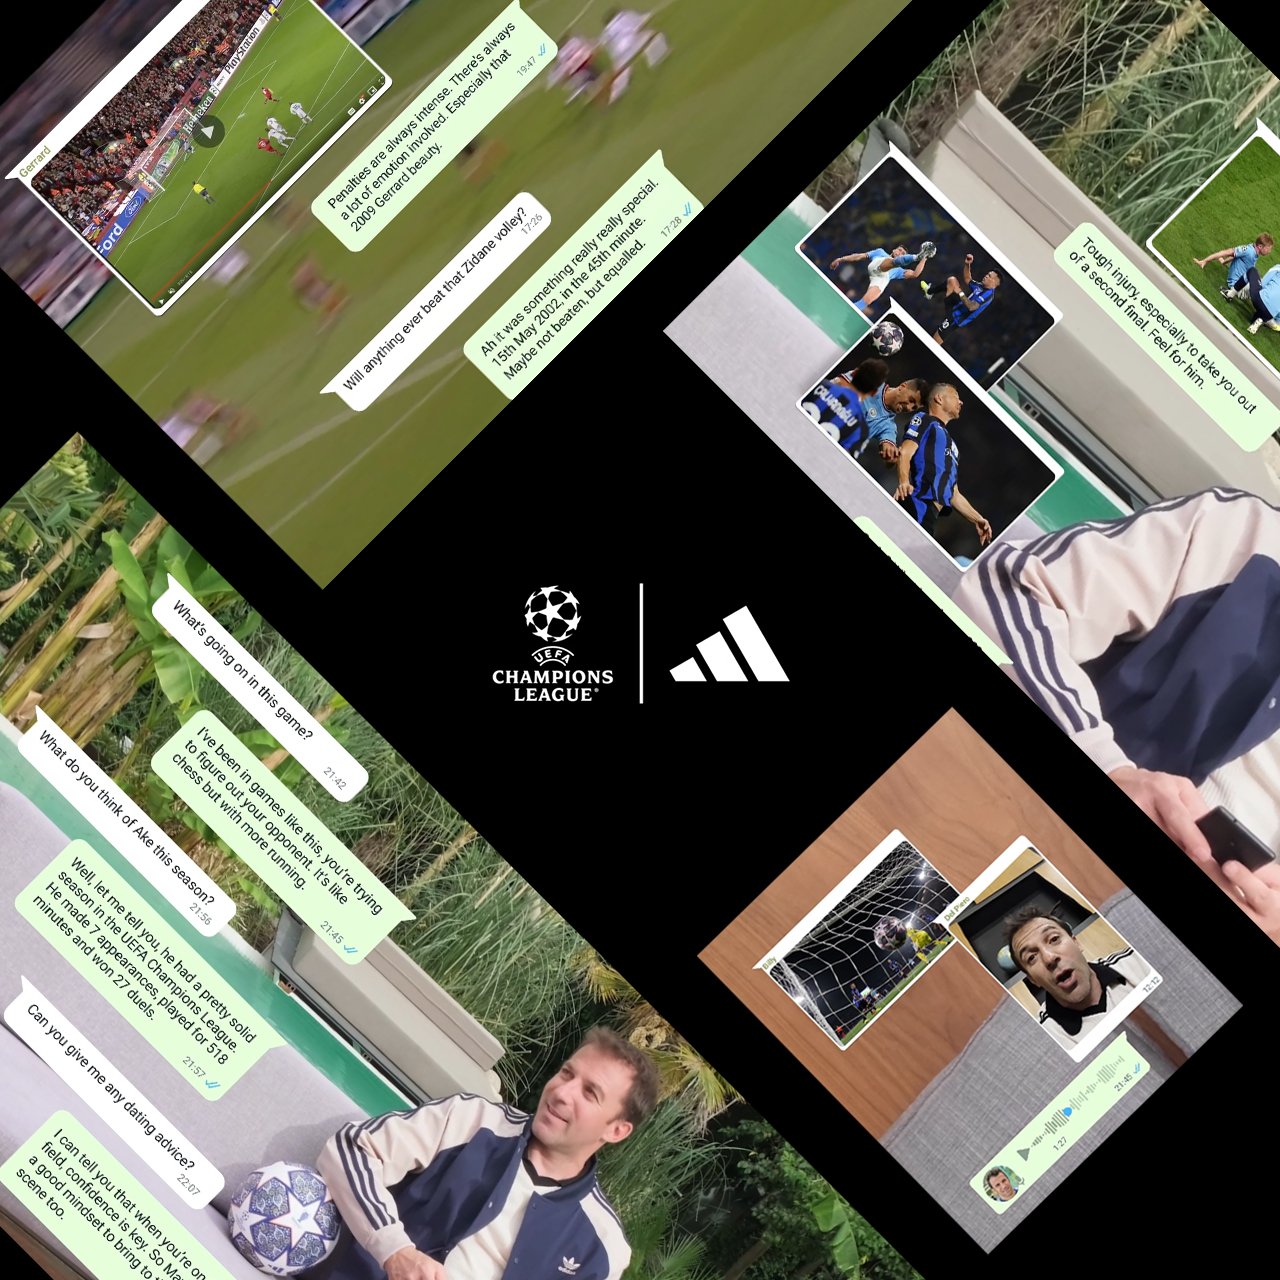 Gerrard
Heineken
PlayStation
Ford
ord
Penalties are always intense. There's always
a lot of emotion involved. Especially that
2009 Gerrard beauty.
19:47
Will anything ever beat that Zidane volley?
17:26
Ah it was something really really special.
15th May 2002, in the 45th minute.
Maybe not beaten, but equalled.
17:28
Tough injury, especially to take you out
of a second final. Feel for him.
ÇALHANOĞLU
20
UEFA
CHAMPIONS
LEAGUE
What's going on in this game?
21:42
I've been in games like this, you're trying
to figure out your opponent. It's like
chess but with more running.
21:45
What do you think of Ake this season?
21:56
Well, let me tell you, he had a pretty solid
season in the UEFA Champions League.
He made 7 appearances, played for 518
minutes and won 27 duels.
21:57
Can you give me any dating advice?
22:07
I can tell you that when you're on
field, confidence is key. So Ma
a good mindset to bring to t
scene too.
Billy
Del Piero
12:12
1:27
21:45